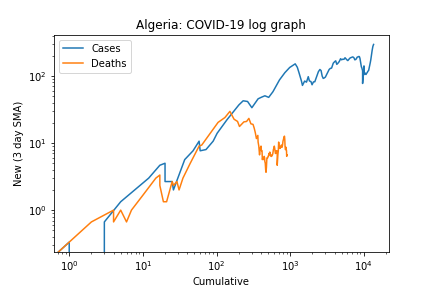 Algeria: COVID-19 log graph
Cases
Deaths
New (3 day SMA)
10²
10¹
10⁰
10⁰ 10¹ 10² 10³ 10⁴
Cumulative